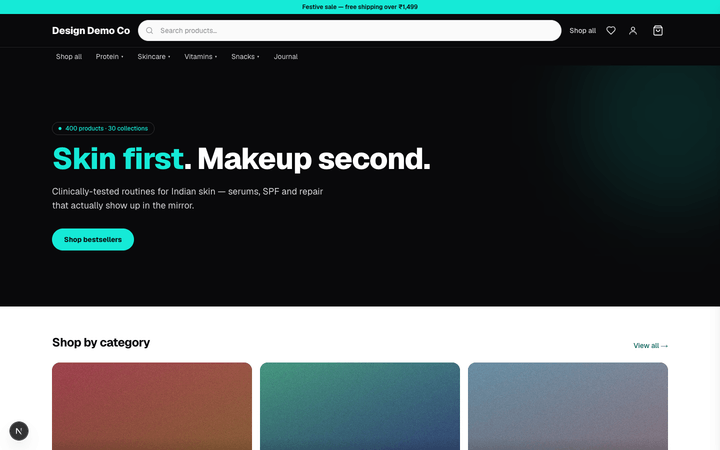 Festive sale — free shipping over ₹1,499
Design Demo Co
Search products...
Shop all
Shop all
Protein
Skincare
Vitamins
Snacks
Journal
400 products · 30 collections
Skin first. Makeup second.
Clinically-tested routines for Indian skin — serums, SPF and repair
that actually show up in the mirror.
Shop bestsellers
Shop by category
View all →
N